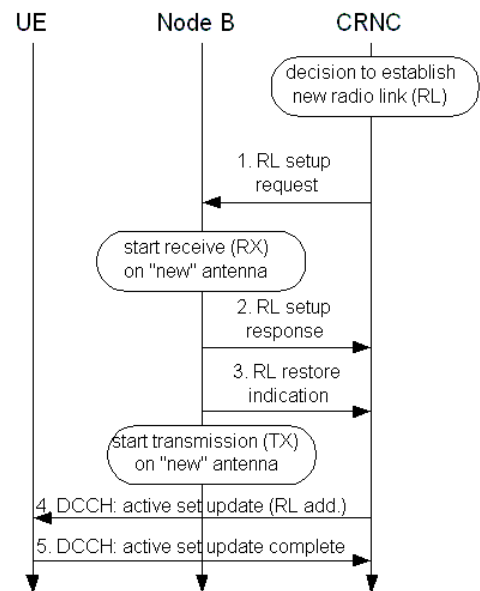 UE Node B CRNC
decision to establish
new radio link (RL)
1. RL setup
request
start receive (RX)
on "new" antenna
2. RL setup
response
3. RL restore
indication
start transmission (TX)
on "new" antenna
4. DCCH: active set update (RL add.)
5. DCCH: active set update complete